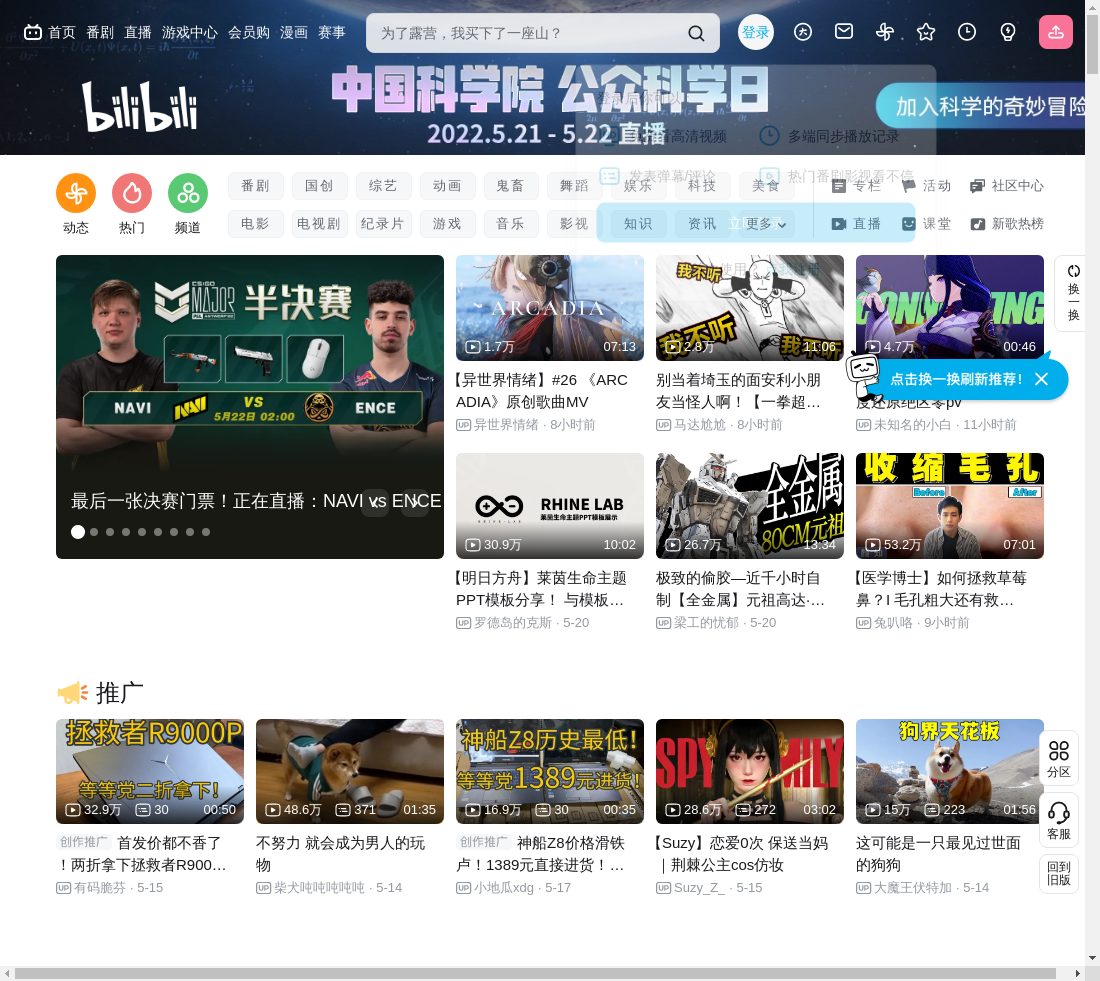 首页 番剧 直播 游戏中心 会员购 漫画 赛事
为了露营，我买下了一座山？
登录
bilibili
中国科学院 公众科学日
2022.5.21 - 5.22 直播
加入科学的奇妙冒险
高清视频
多端同步播放记录
发表弹幕/评论
热门番剧影视看不停
动态
热门
频道
番剧 国创 综艺 动画 鬼畜 舞蹈 娱乐 科技 美食
专栏 活动 社区中心
电影 电视剧 纪录片 游戏 音乐 影视 知识 资讯 更多
直播 课堂 新歌热榜
CS:GO MAJOR 半决赛
NAVI
VS
5月22日 02:00
ENCE
最后一张决赛门票！正在直播：NAVI vs ENCE
ARCADIA
1.7万 07:13
【异世界情绪】#26 《ARC
ADIA》原创歌曲MV
UP 异世界情绪 · 8小时前
我不听
我不听
我不听
2.8万 11:06
别当着埼玉的面安利小朋
友当怪人啊！【一拳超…
UP 马达尬尬 · 8小时前
4.7万 00:46
度还原绝区零pv
UP 未知名的小白 · 11小时前
换一换
点击换一换刷新推荐！
RHINE LAB
莱茵生命主题PPT模板展示
30.9万 10:02
【明日方舟】莱茵生命主题
PPT模板分享！ 与模板…
UP 罗德岛的克斯 · 5-20
全金属
80CM元祖
26.7万 13:34
极致的偷胶—近千小时自
制【全金属】元祖高达·…
UP 梁工的忧郁 · 5-20
收缩毛孔
Before After
53.2万 07:01
【医学博士】如何拯救草莓
鼻？I 毛孔粗大还有救…
UP 兔叭咯 · 9小时前
推广
拯救者R9000P
等等党二折拿下!
32.9万 30 00:50
创作推广 首发价都不香了
！两折拿下拯救者R900…
UP 有码脆芬 · 5-15
48.6万 371 01:35
不努力 就会成为男人的玩
物
UP 柴犬吨吨吨吨吨 · 5-14
神船Z8历史最低!
等等党1389元进货!
16.9万 30 00:35
创作推广 神船Z8价格滑铁
卢！1389元直接进货！…
UP 小地瓜xdg · 5-17
28.6万 272 03:02
【Suzy】恋爱0次 保送当妈
｜荆棘公主cos仿妆
UP Suzy_Z_ · 5-15
狗界天花板
15万 223 01:56
这可能是一只最见过世面
的狗狗
UP 大魔王伏特加 · 5-14
分区
客服
回到
旧版